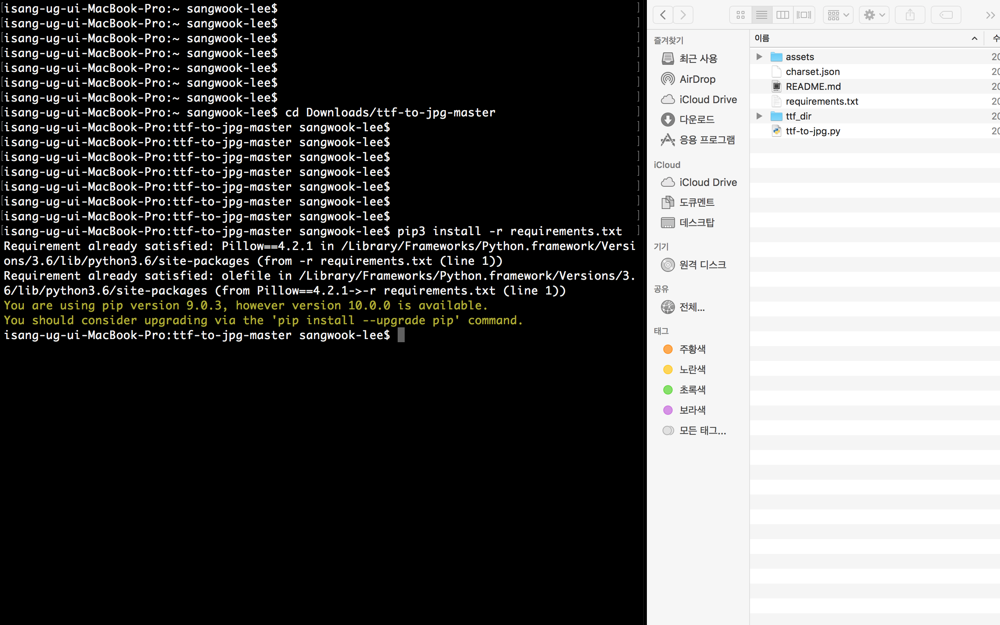 isang-ug-ui-MacBook-Pro:~ sangwook-lee$
isang-ug-ui-MacBook-Pro:~ sangwook-lee$
isang-ug-ui-MacBook-Pro:~ sangwook-lee$
isang-ug-ui-MacBook-Pro:~ sangwook-lee$
isang-ug-ui-MacBook-Pro:~ sangwook-lee$
isang-ug-ui-MacBook-Pro:~ sangwook-lee$
isang-ug-ui-MacBook-Pro:~ sangwook-lee$
isang-ug-ui-MacBook-Pro:~ sangwook-lee$ cd Downloads/ttf-to-jpg-master
isang-ug-ui-MacBook-Pro:ttf-to-jpg-master sangwook-lee$
isang-ug-ui-MacBook-Pro:ttf-to-jpg-master sangwook-lee$
isang-ug-ui-MacBook-Pro:ttf-to-jpg-master sangwook-lee$
isang-ug-ui-MacBook-Pro:ttf-to-jpg-master sangwook-lee$
isang-ug-ui-MacBook-Pro:ttf-to-jpg-master sangwook-lee$
isang-ug-ui-MacBook-Pro:ttf-to-jpg-master sangwook-lee$
isang-ug-ui-MacBook-Pro:ttf-to-jpg-master sangwook-lee$
isang-ug-ui-MacBook-Pro:ttf-to-jpg-master sangwook-lee$ pip3 install -r requirements.txt
Requirement already satisfied: Pillow==4.2.1 in /Library/Frameworks/Python.framework/Versi
ons/3.6/lib/python3.6/site-packages (from -r requirements.txt (line 1))
Requirement already satisfied: olefile in /Library/Frameworks/Python.framework/Versions/3.
6/lib/python3.6/site-packages (from Pillow==4.2.1->-r requirements.txt (line 1))
You are using pip version 9.0.3, however version 10.0.0 is available.
You should consider upgrading via the 'pip install --upgrade pip' command.
isang-ug-ui-MacBook-Pro:ttf-to-jpg-master sangwook-lee$
즐겨찾기
최근 사용
AirDrop
iCloud Drive
다운로드
응용 프로그램
iCloud
iCloud Drive
도큐멘트
데스크탑
기기
원격 디스크
공유
전체...
태그
주황색
노란색
초록색
보라색
모든 태그...
이름 수
assets 20
charset.json 20
README.md 20
requirements.txt 20
ttf_dir 20
ttf-to-jpg.py 20